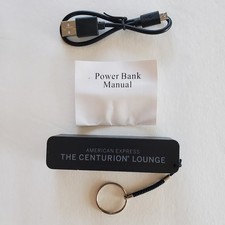 Power Bank
Manual
AMERICAN EXPRESS
THE CENTURION® LOUNGE